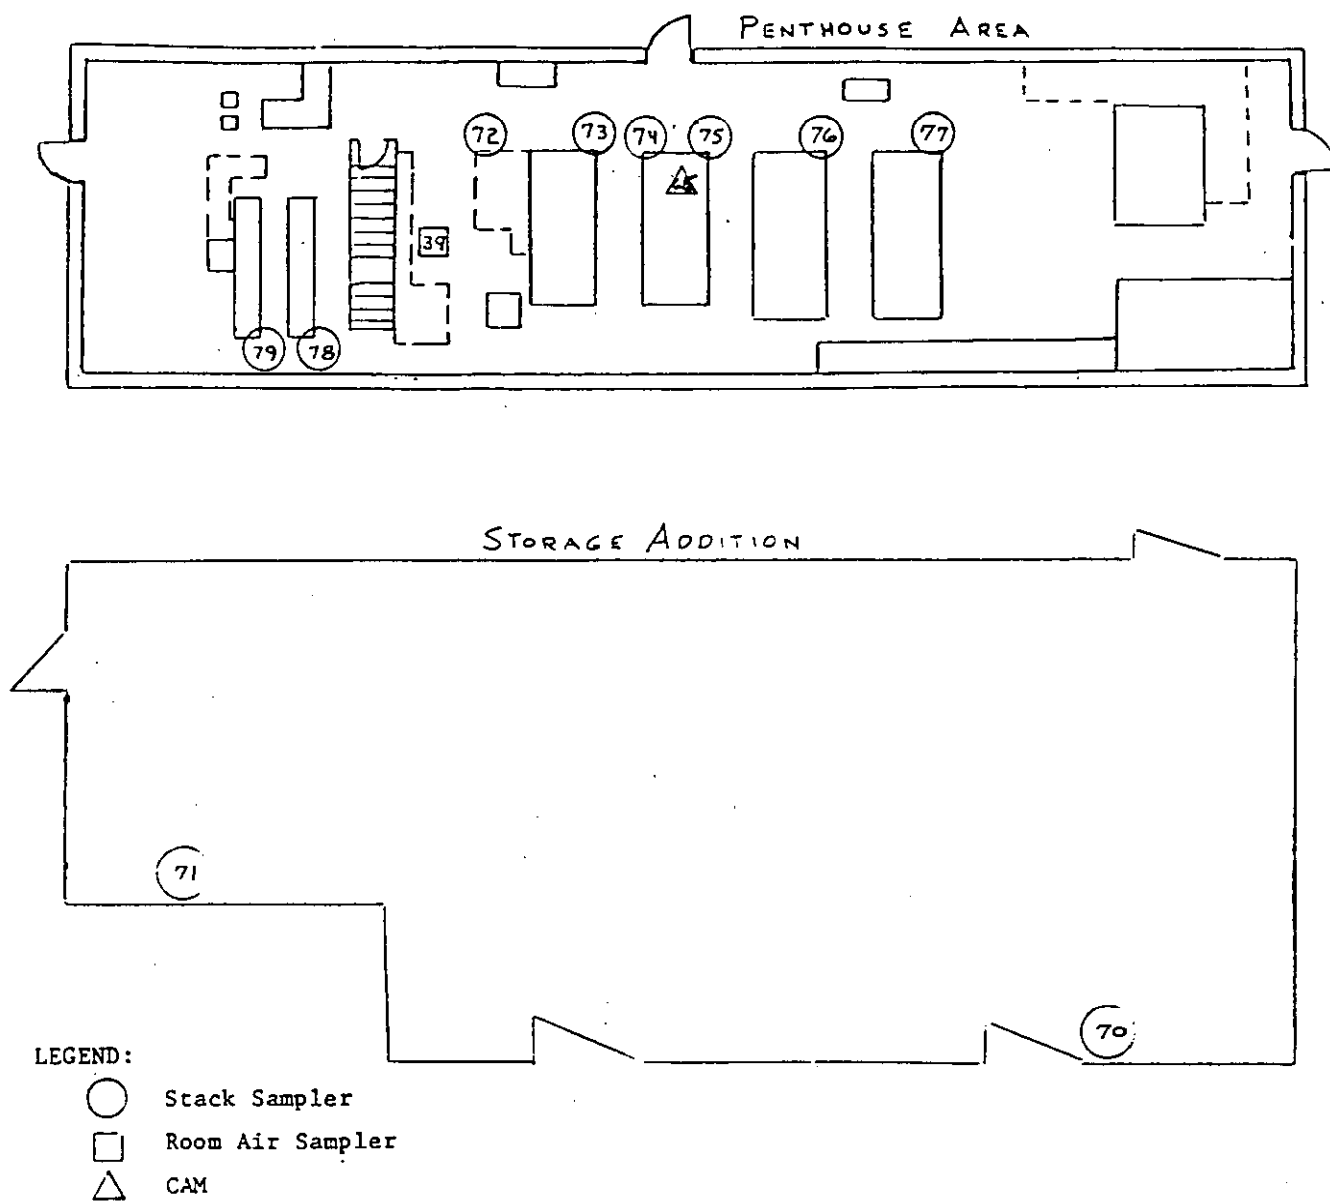 PENTHOUSE AREA
72 73 74 75 76 77
39
79 78
STORAGE ADDITION
71
70
LEGEND:
Stack Sampler
Room Air Sampler
CAM